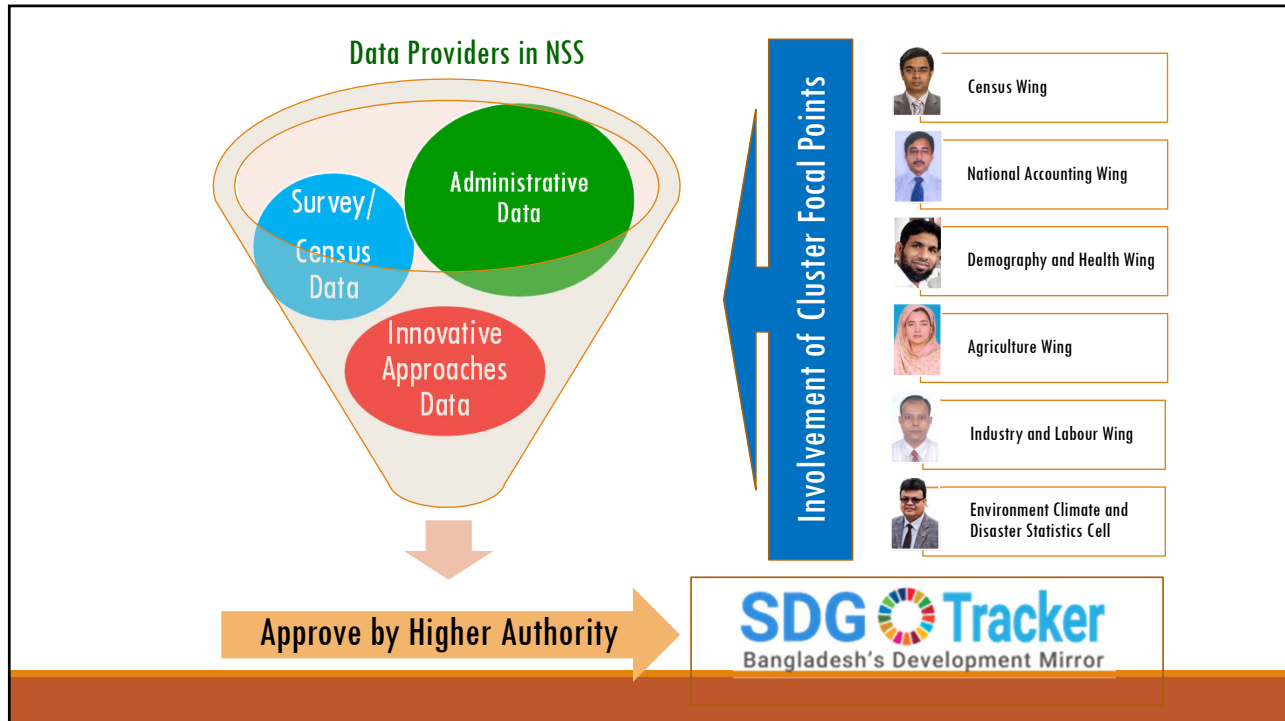 Data Providers in NSS
Survey/
Census
Data
Administrative
Data
Innovative
Approaches
Data
Involvement of Cluster Focal Points
Census Wing
National Accounting Wing
Demography and Health Wing
Agriculture Wing
Industry and Labour Wing
Environment Climate and
Disaster Statistics Cell
Approve by Higher Authority
SDG Tracker
Bangladesh's Development Mirror